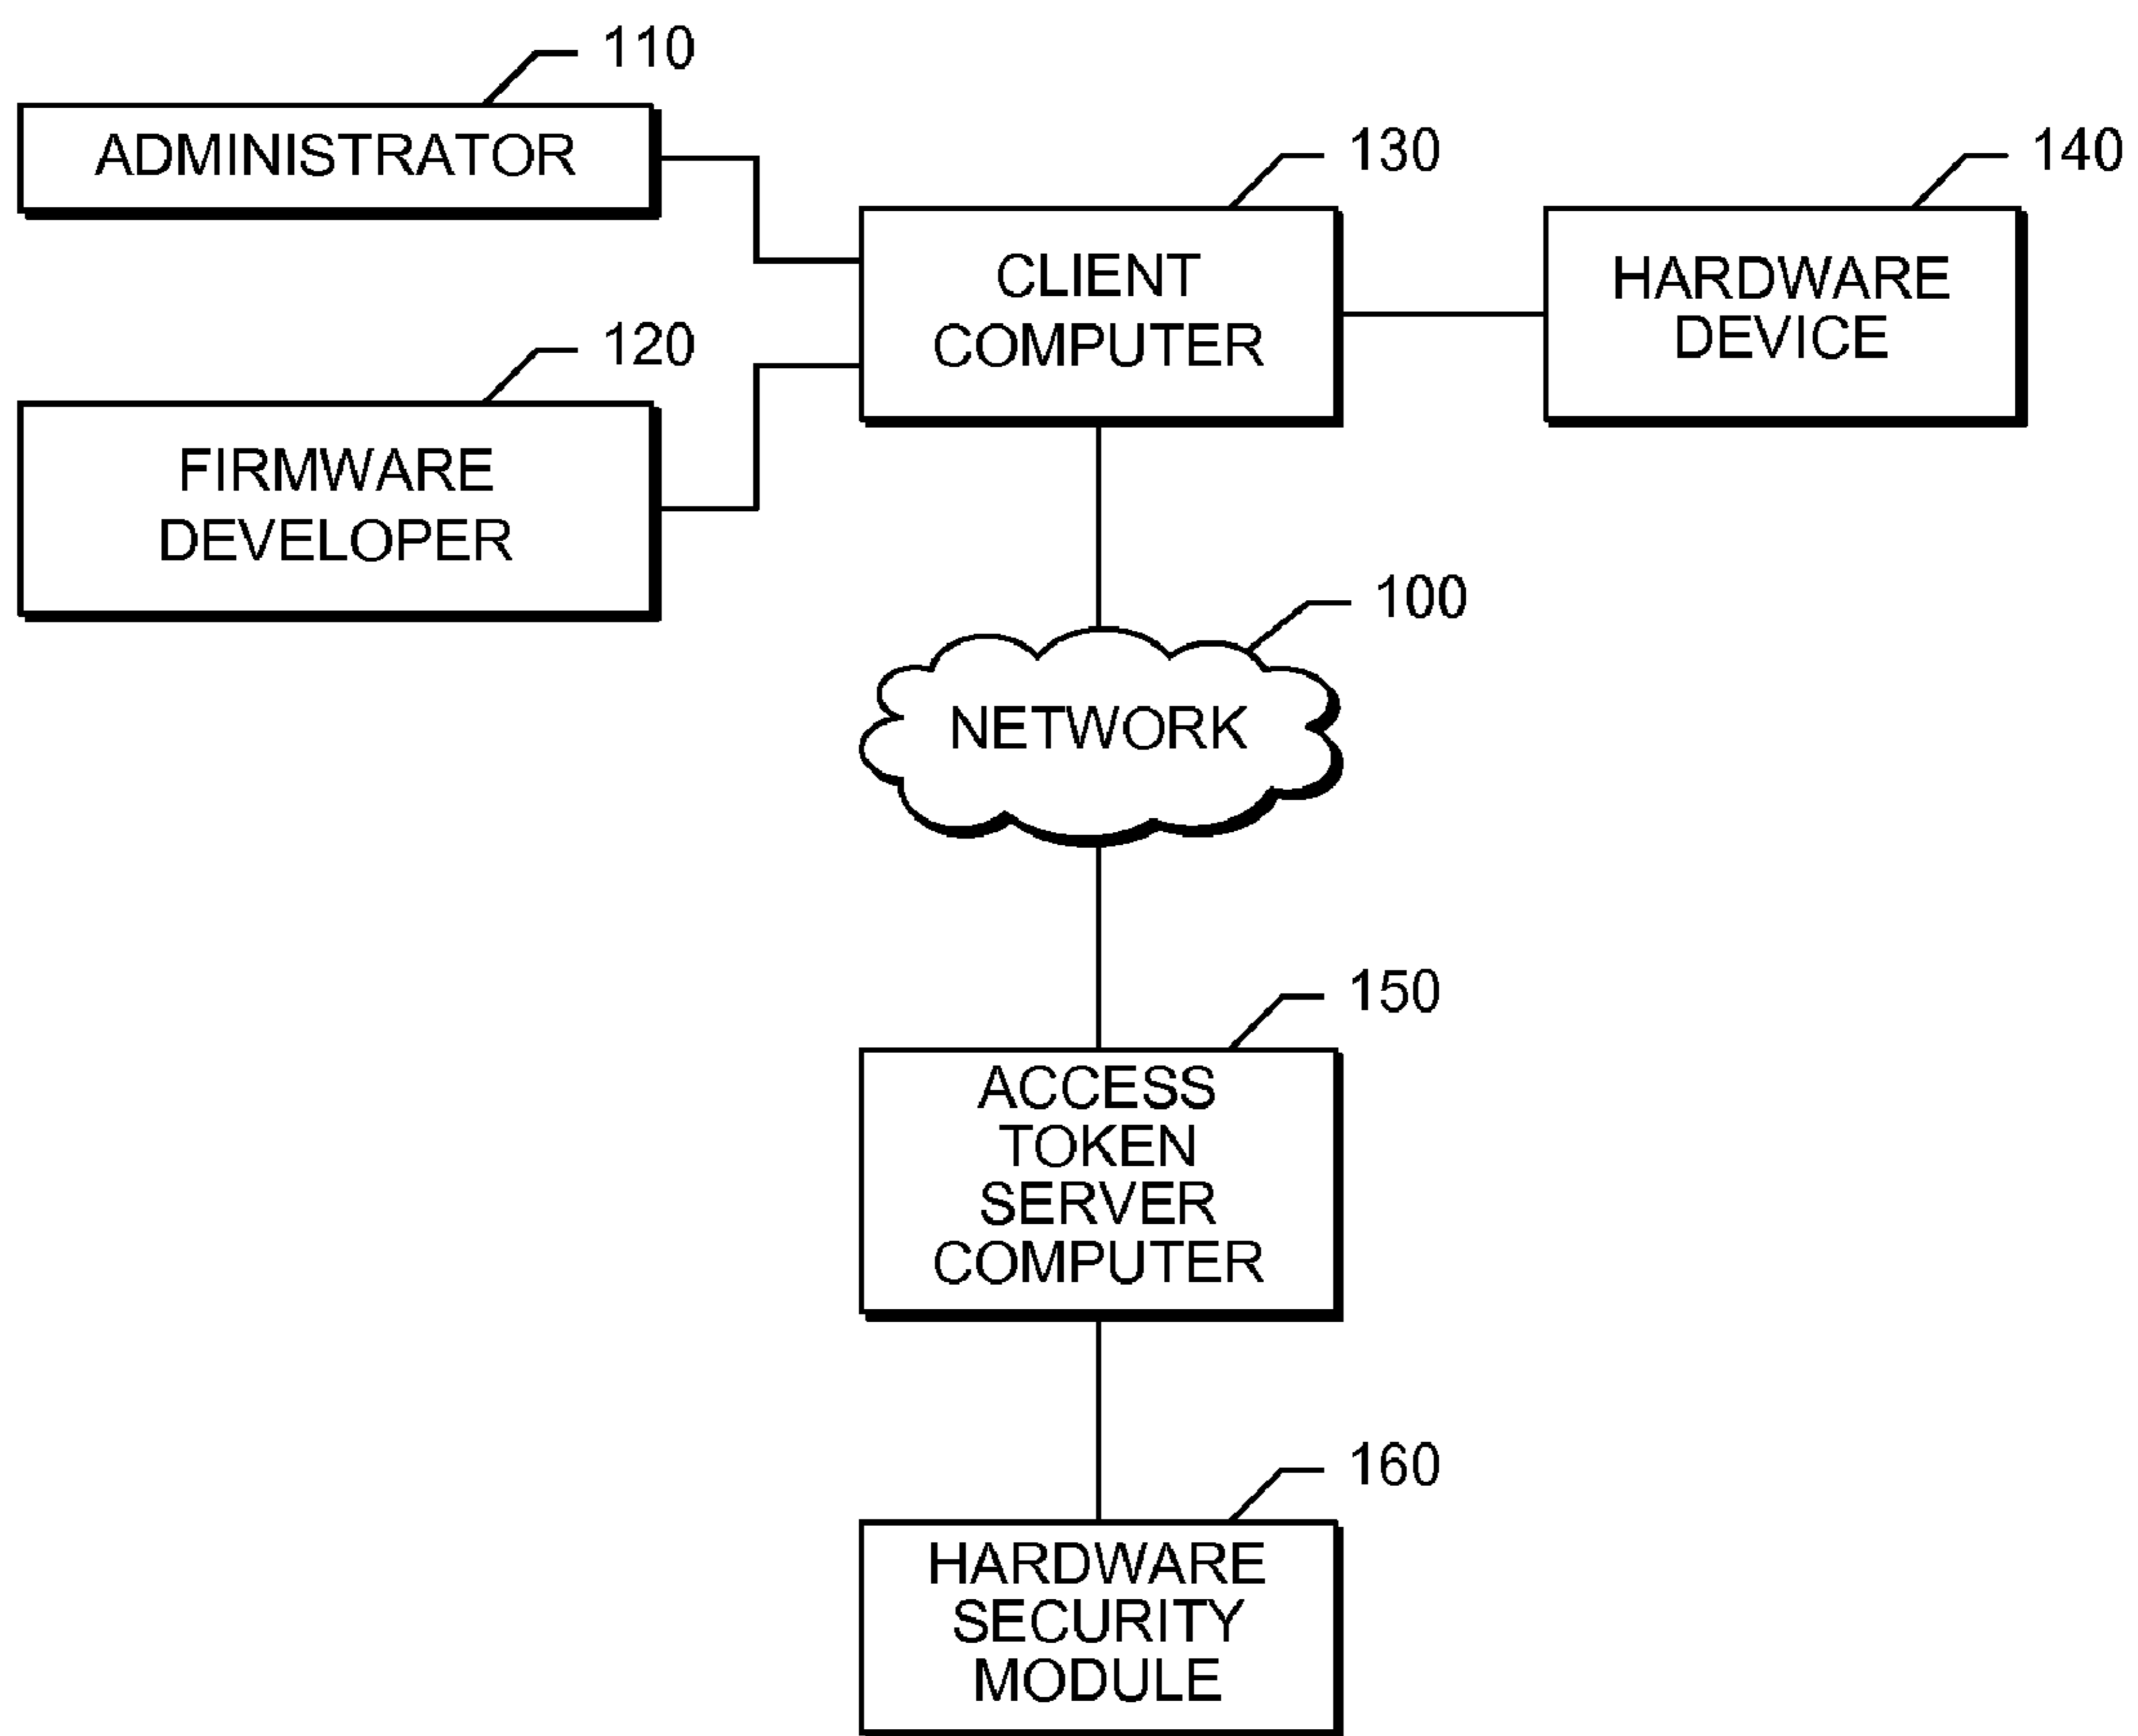 110
ADMINISTRATOR
130
140
CLIENT
COMPUTER
HARDWARE
DEVICE
120
FIRMWARE
DEVELOPER
100
NETWORK
150
ACCESS
TOKEN
SERVER
COMPUTER
160
HARDWARE
SECURITY
MODULE